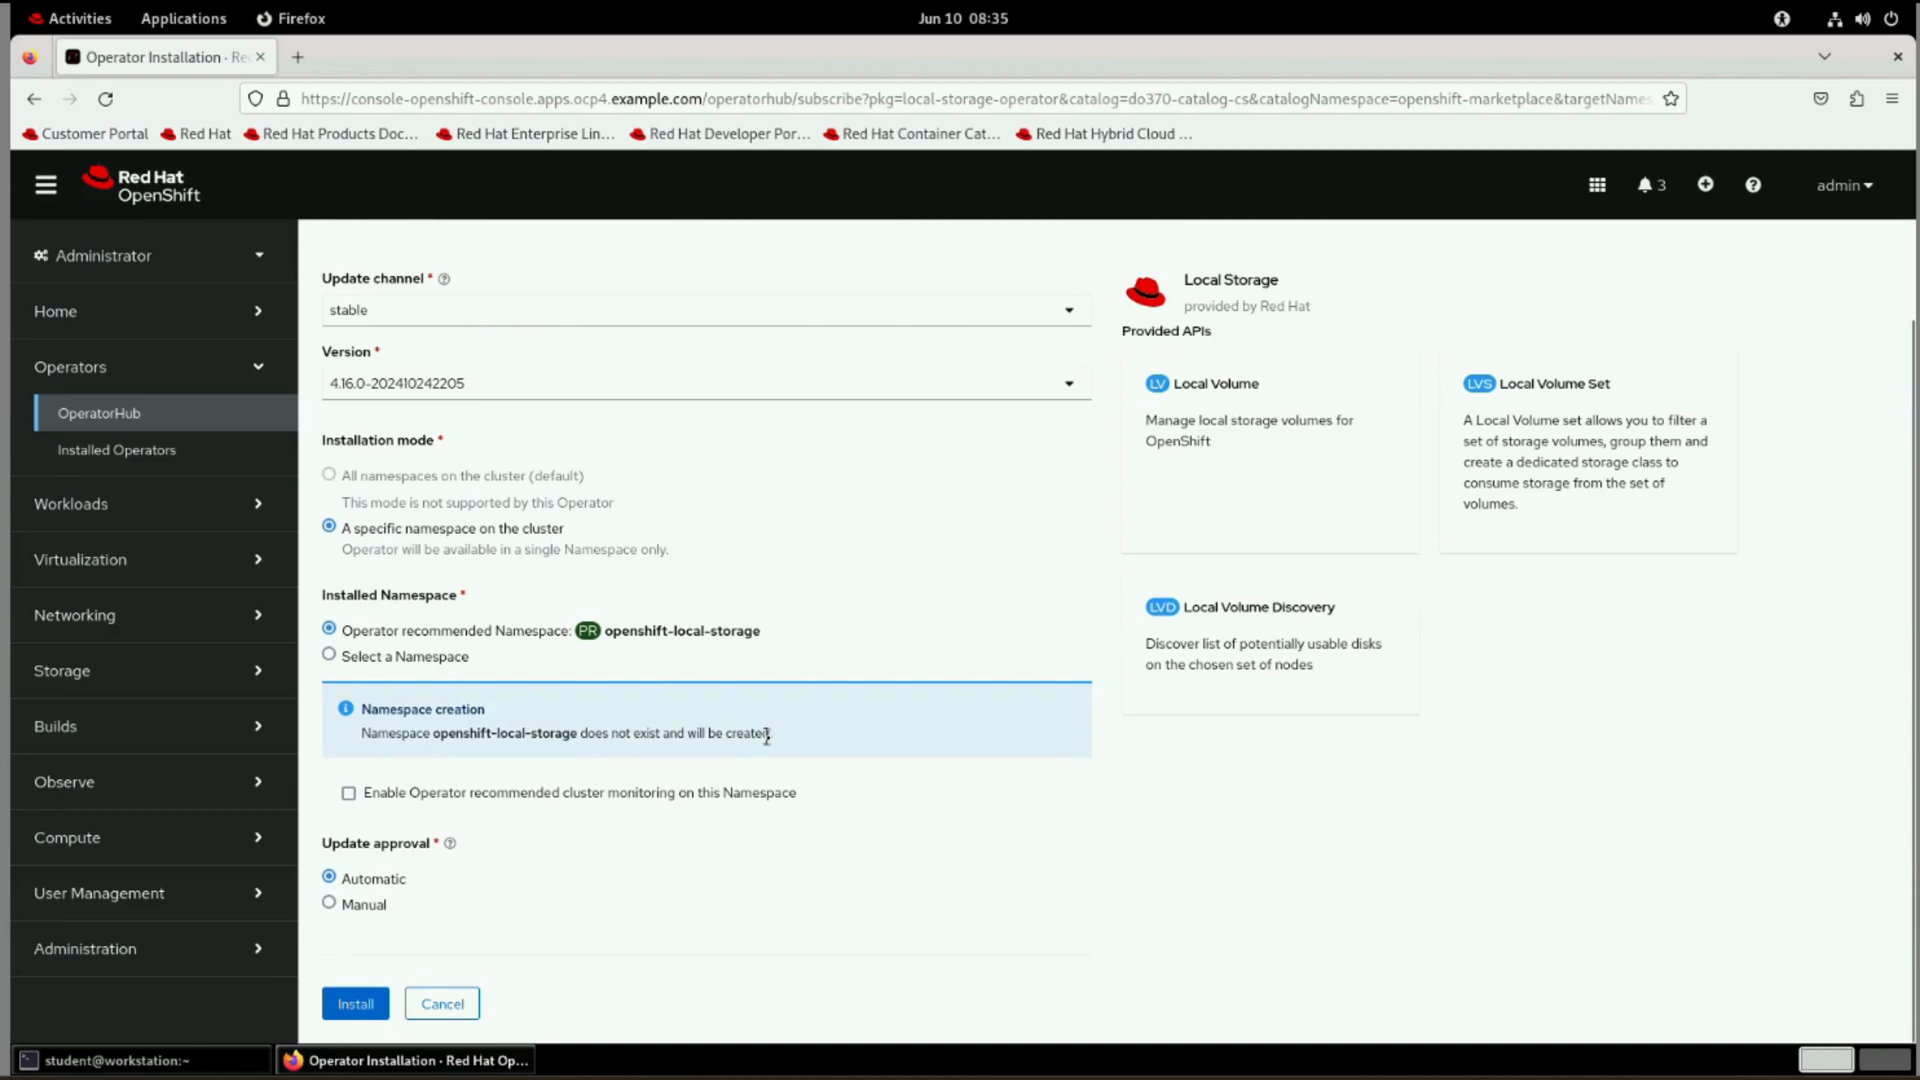 Activities
Applications
Firefox
Jun 10 08:35
Operator Installation · Re
https://console-openshift-console.apps.ocp4.example.com/operatorhub/subscribe?pkg=local-storage-operator&catalog=do370-catalog-cs&catalogNamespace=openshift-marketplace&targetNames
Customer Portal
Red Hat
Red Hat Products Doc...
Red Hat Enterprise Lin...
Red Hat Developer Por...
Red Hat Container Cat...
Red Hat Hybrid Cloud ...
Red Hat
OpenShift
3
admin
Administrator
Home
Operators
OperatorHub
Installed Operators
Workloads
Virtualization
Networking
Storage
Builds
Observe
Compute
User Management
Administration
Update channel *
stable
Version *
4.16.0-202410242205
Installation mode *
All namespaces on the cluster (default)
This mode is not supported by this Operator
A specific namespace on the cluster
Operator will be available in a single Namespace only.
Installed Namespace *
Operator recommended Namespace: PR openshift-local-storage
Select a Namespace
Namespace creation
Namespace openshift-local-storage does not exist and will be created.
Enable Operator recommended cluster monitoring on this Namespace
Update approval *
Automatic
Manual
Install
Cancel
Local Storage
provided by Red Hat
Provided APIs
LV Local Volume
Manage local storage volumes for
OpenShift
LVS Local Volume Set
A Local Volume set allows you to filter a
set of storage volumes, group them and
create a dedicated storage class to
consume storage from the set of
volumes.
LVD Local Volume Discovery
Discover list of potentially usable disks
on the chosen set of nodes
student@workstation:~
Operator Installation · Red Hat Op...